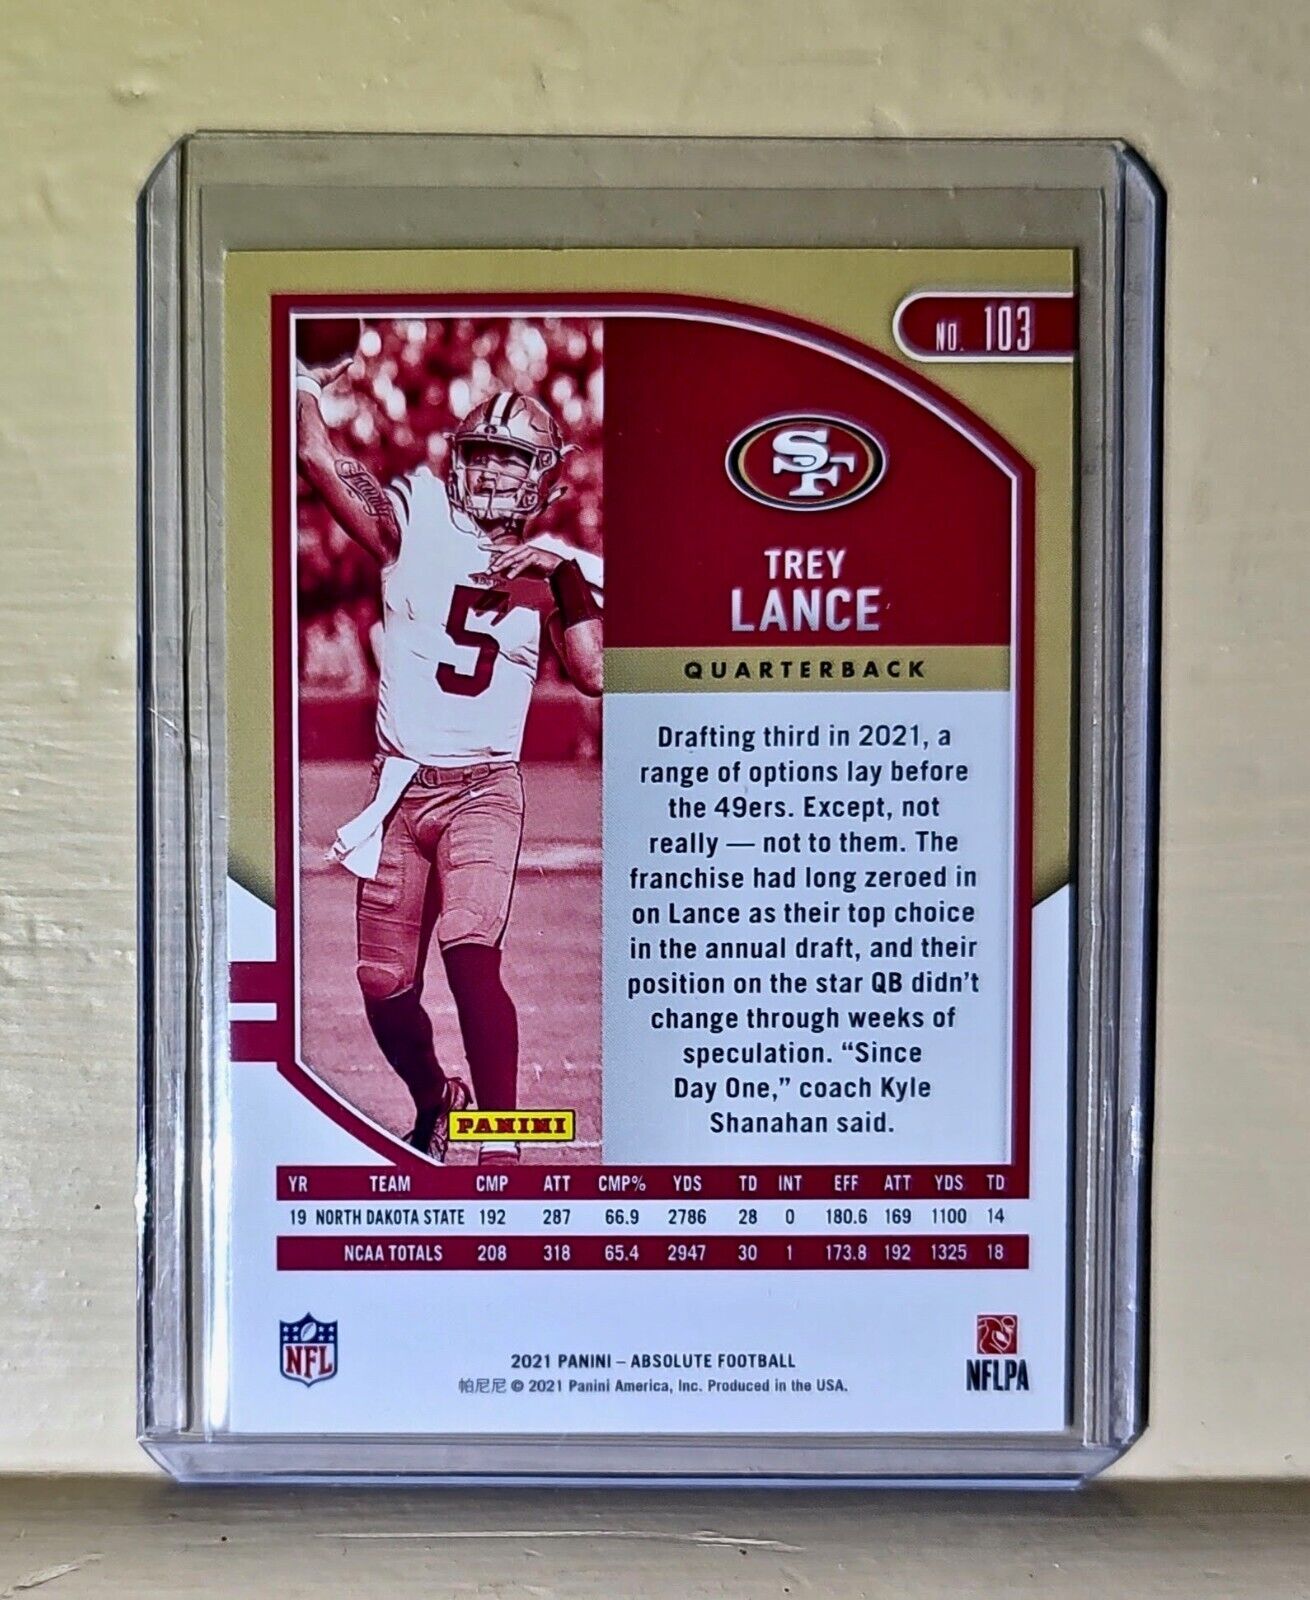 NO. 103
SF
TREY
LANCE
QUARTERBACK
5
Drafting third in 2021, a
range of options lay before
the 49ers. Except, not
really — not to them. The
franchise had long zeroed in
on Lance as their top choice
in the annual draft, and their
position on the star QB didn't
change through weeks of
speculation. “Since
Day One,” coach Kyle
Shanahan said.
PANINI
YR TEAM CMP ATT CMP% YDS TD INT EFF ATT YDS TD
19 NORTH DAKOTA STATE 192 287 66.9 2786 28 0 180.6 169 1100 14
NCAA TOTALS 208 318 65.4 2947 30 1 173.8 192 1325 18
NFL
2021 PANINI – ABSOLUTE FOOTBALL
帕尼尼 © 2021 Panini America, Inc. Produced in the USA.
NFLPA